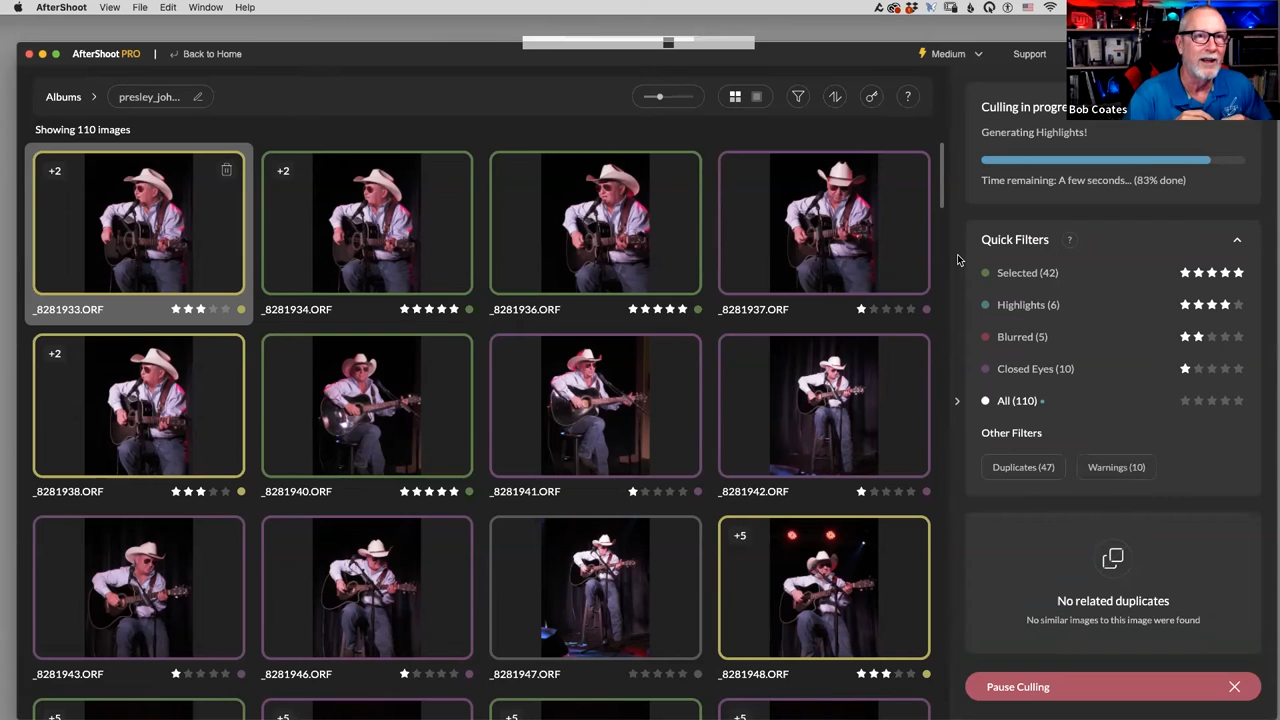 AfterShoot View File Edit Window Help
AfterShoot PRO | Back to Home Medium Support
Albums presley_joh... ?
Showing 110 images
+2 +2
_8281933.ORF _8281934.ORF _8281936.ORF _8281937.ORF
+2
_8281938.ORF _8281940.ORF _8281941.ORF _8281942.ORF
+5
_8281943.ORF _8281946.ORF _8281947.ORF _8281948.ORF
+5 +5 +5 +5
Bob Coates
Culling in progre
Generating Highlights!
Time remaining: A few seconds... (83% done)
Quick Filters ?
Selected (42)
Highlights (6)
Blurred (5)
Closed Eyes (10)
All (110)
Other Filters
Duplicates (47) Warnings (10)
No related duplicates
No similar images to this image were found
Pause Culling